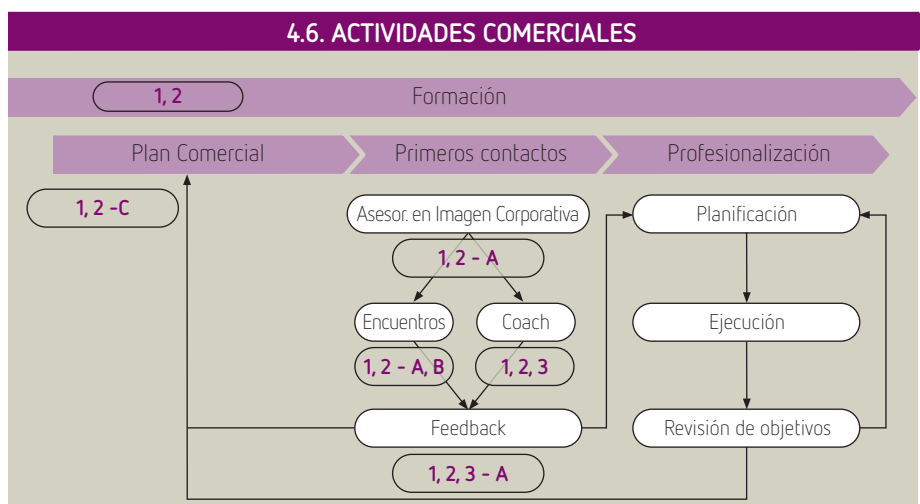 4.6. ACTIVIDADES COMERCIALES
1, 2
Formación
Plan Comercial
Primeros contactos
Profesionalización
1, 2 -C
Asesor. en Imagen Corporativa
Planificación
1, 2 - A
Encuentros
Coach
Ejecución
1, 2 - A, B
1, 2, 3
Feedback
Revisión de objetivos
1, 2, 3 - A